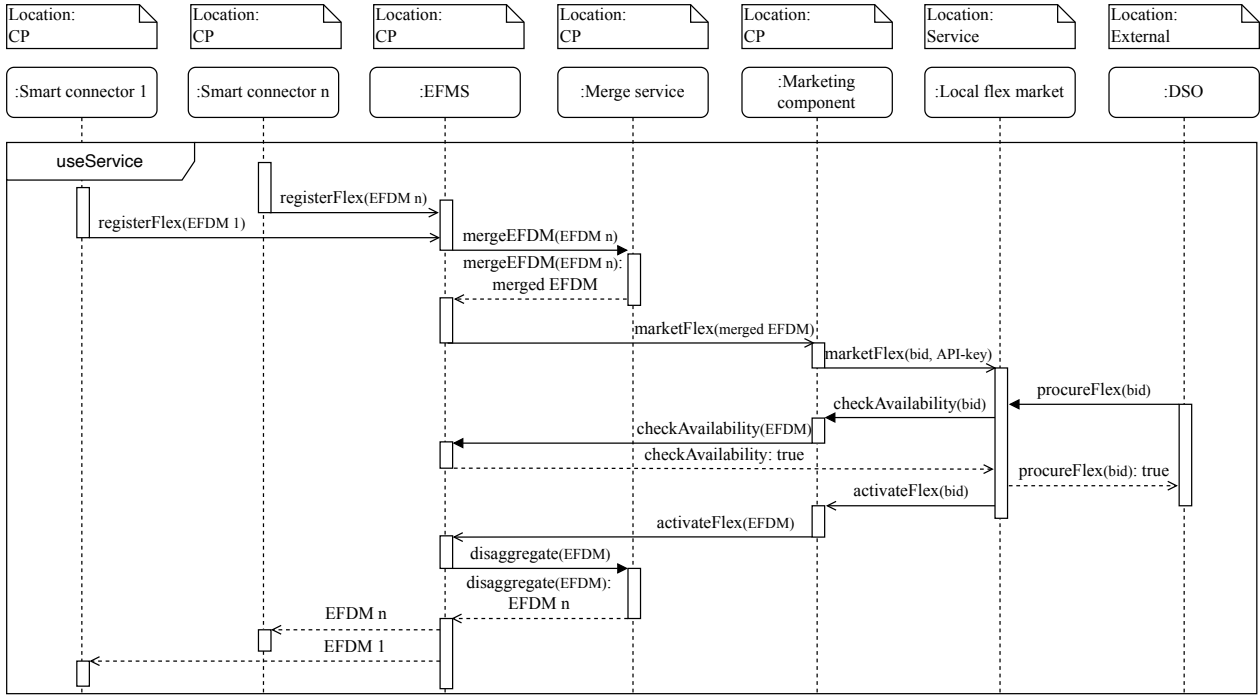 Location:
CP
Location:
CP
Location:
CP
Location:
CP
Location:
CP
Location:
Service
Location:
External
:Smart connector 1
:Smart connector n
:EFMS
:Merge service
:Marketing
component
:Local flex market
:DSO
useService
registerFlex(EFDM n)
registerFlex(EFDM 1)
mergeEFDM(EFDM n)
mergeEFDM(EFDM n):
merged EFDM
marketFlex(merged EFDM)
marketFlex(bid, API-key)
procureFlex(bid)
checkAvailability(bid)
checkAvailability(EFDM)
checkAvailability: true
procureFlex(bid): true
activateFlex(bid)
activateFlex(EFDM)
disaggregate(EFDM)
disaggregate(EFDM):
EFDM n
EFDM n
EFDM 1